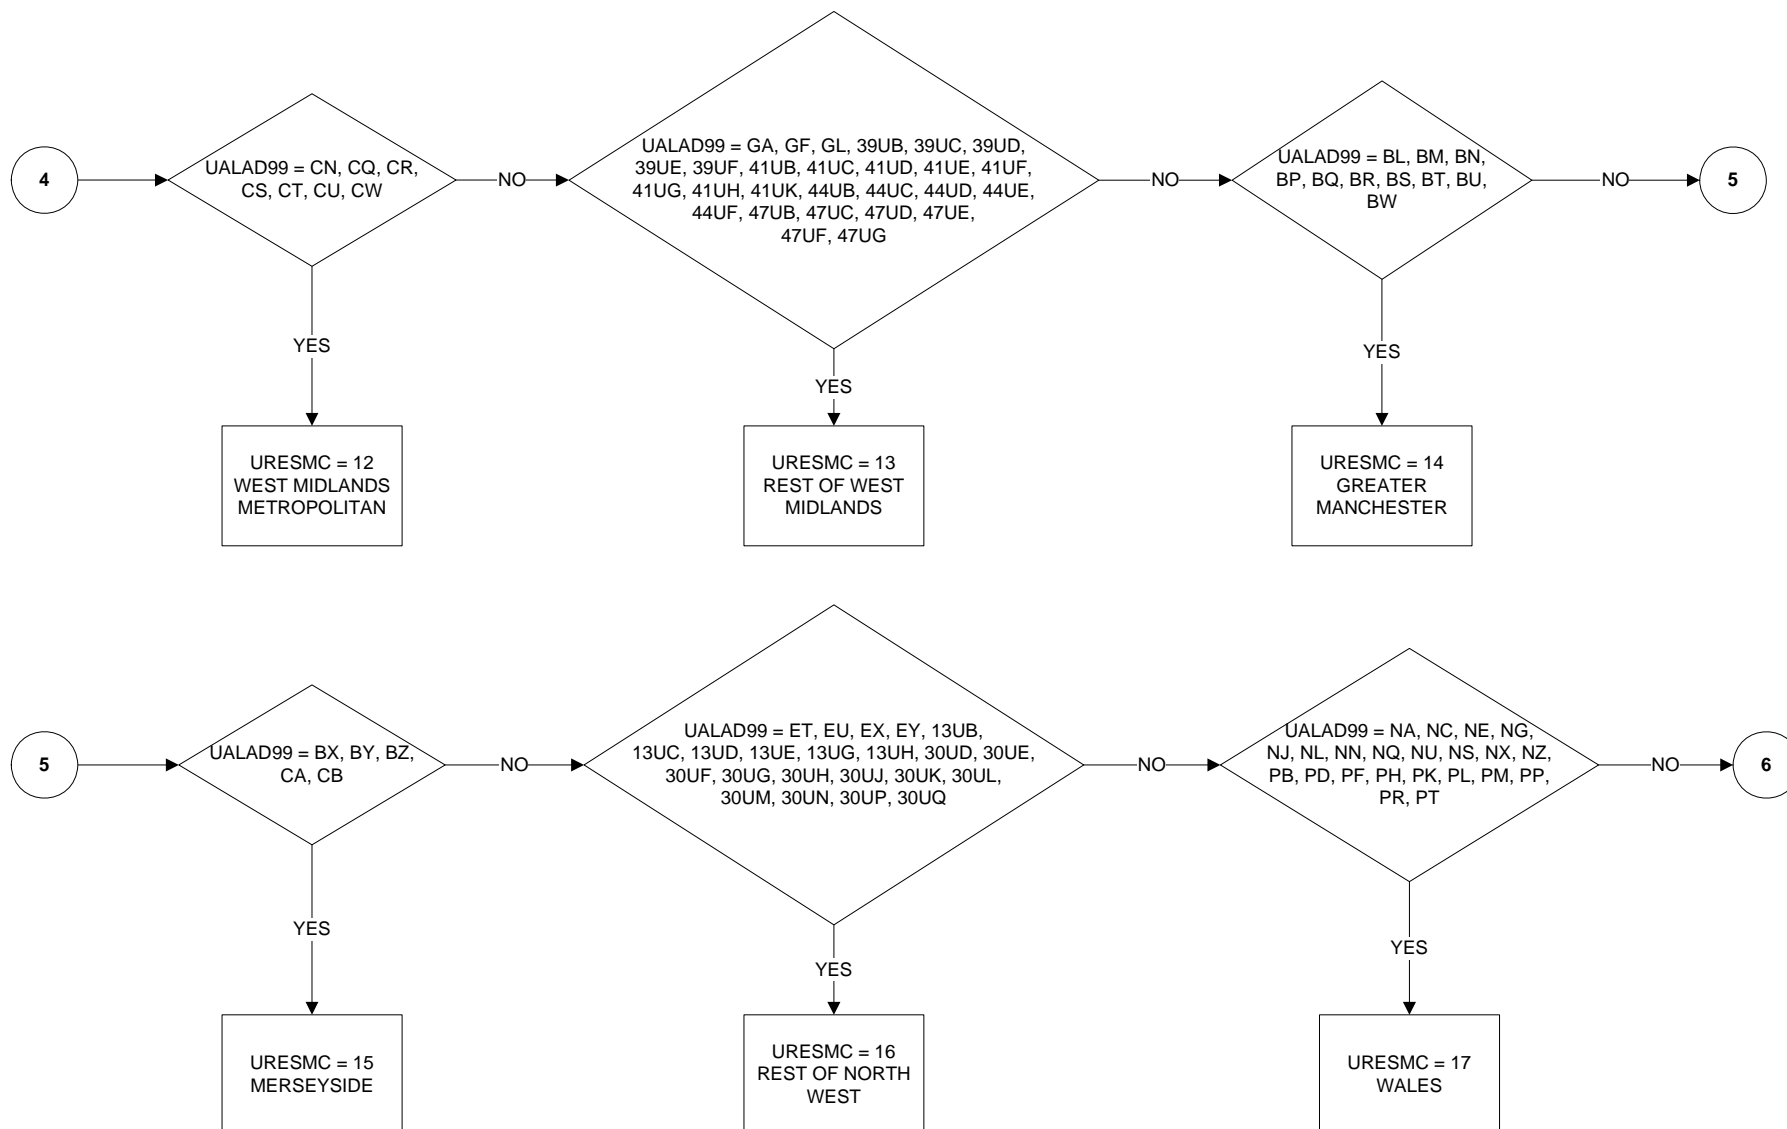 4
UALAD99 = CN, CQ, CR,
CS, CT, CU, CW
NO
UALAD99 = GA, GF, GL, 39UB, 39UC, 39UD,
39UE, 39UF, 41UB, 41UC, 41UD, 41UE, 41UF,
41UG, 41UH, 41UK, 44UB, 44UC, 44UD, 44UE,
44UF, 47UB, 47UC, 47UD, 47UE,
47UF, 47UG
NO
UALAD99 = BL, BM, BN,
BP, BQ, BR, BS, BT, BU,
BW
NO
5
YES
YES
YES
URESMC = 12
WEST MIDLANDS
METROPOLITAN
URESMC = 13
REST OF WEST
MIDLANDS
URESMC = 14
GREATER
MANCHESTER
5
UALAD99 = BX, BY, BZ,
CA, CB
NO
UALAD99 = ET, EU, EX, EY, 13UB,
13UC, 13UD, 13UE, 13UG, 13UH, 30UD, 30UE,
30UF, 30UG, 30UH, 30UJ, 30UK, 30UL,
30UM, 30UN, 30UP, 30UQ
NO
UALAD99 = NA, NC, NE, NG,
NJ, NL, NN, NQ, NU, NS, NX, NZ,
PB, PD, PF, PH, PK, PL, PM, PP,
PR, PT
NO
6
YES
YES
YES
URESMC = 15
MERSEYSIDE
URESMC = 16
REST OF NORTH
WEST
URESMC = 17
WALES